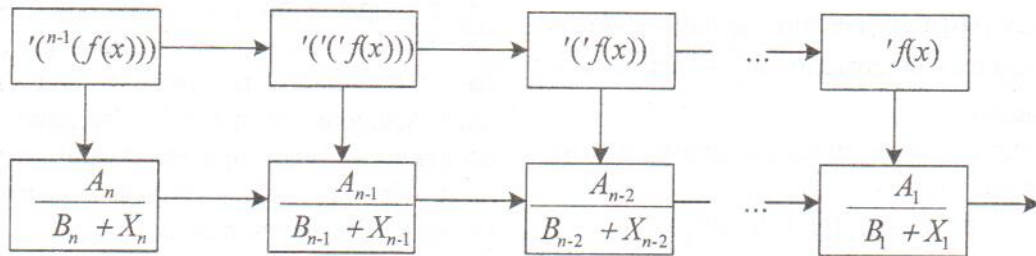 '(ⁿ⁻¹(f(x))) '('('f(x))) '('f(x)) ... 'f(x)
Aₙ Aₙ₋₁ Aₙ₋₂ A₁
Bₙ + Xₙ Bₙ₋₁ + Xₙ₋₁ Bₙ₋₂ + Xₙ₋₂ ... B₁ + X₁